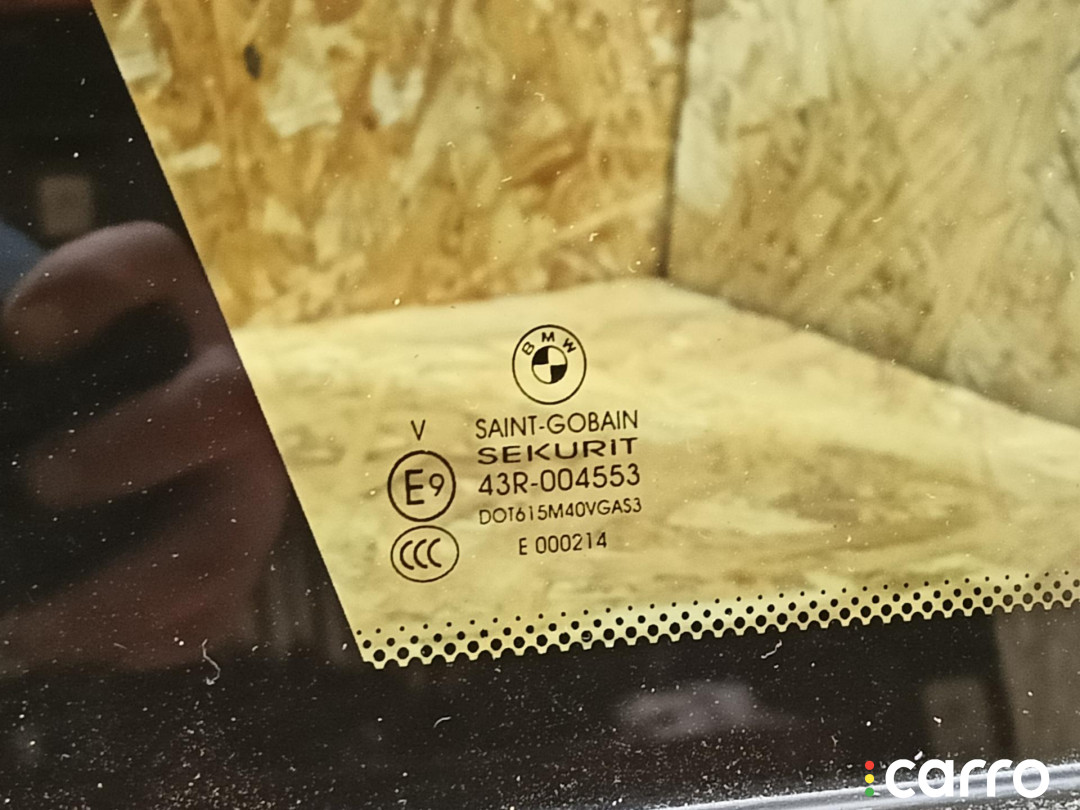 BMW
V
SAINT-GOBAIN
SEKURIT
E9
43R-004553
DOT615M40VGAS3
CCC
E 000214
carro